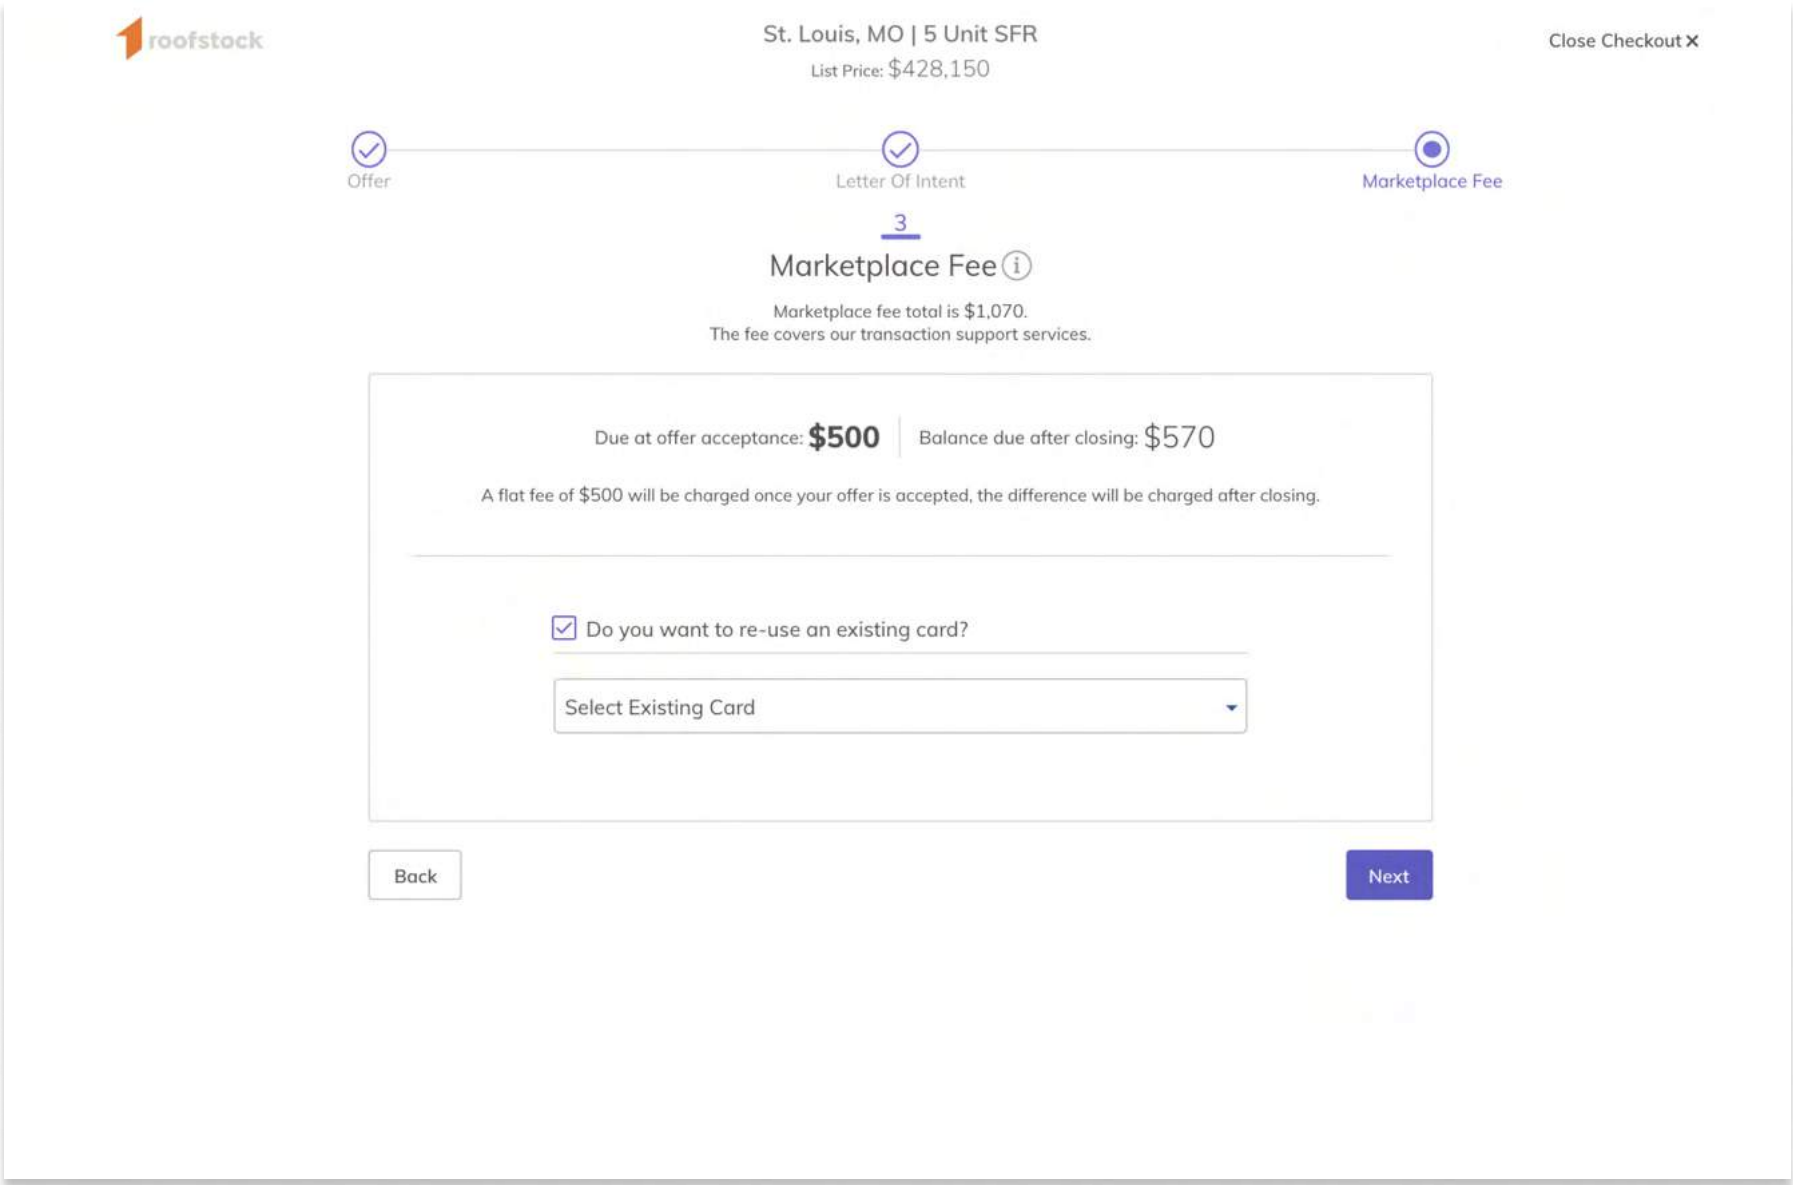 roofstock
St. Louis, MO | 5 Unit SFR
List Price: $428,150
Close Checkout ✕
Offer
Letter Of Intent
Marketplace Fee
3
Marketplace Fee i
Marketplace fee total is $1,070.
The fee covers our transaction support services.
Due at offer acceptance: $500
Balance due after closing: $570
A flat fee of $500 will be charged once your offer is accepted, the difference will be charged after closing.
Do you want to re-use an existing card?
Select Existing Card
Back
Next